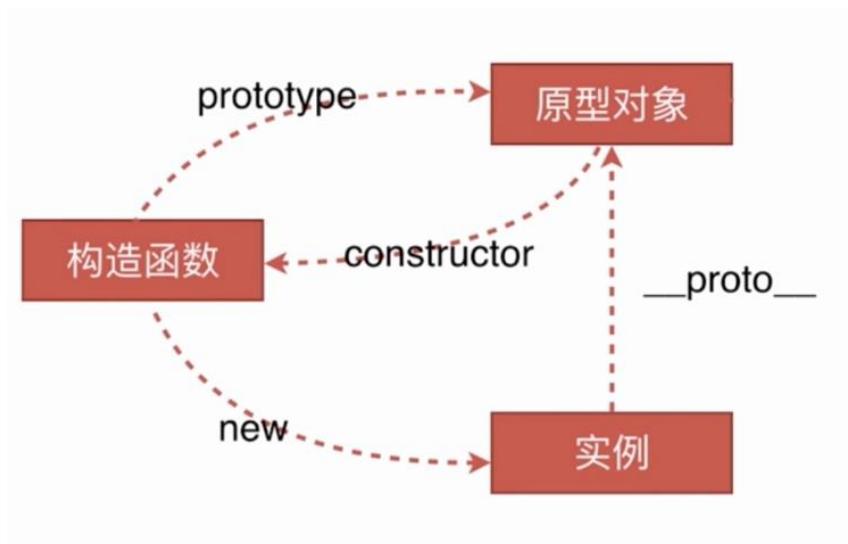 prototype
原型对象
构造函数
constructor
__proto__
new
实例